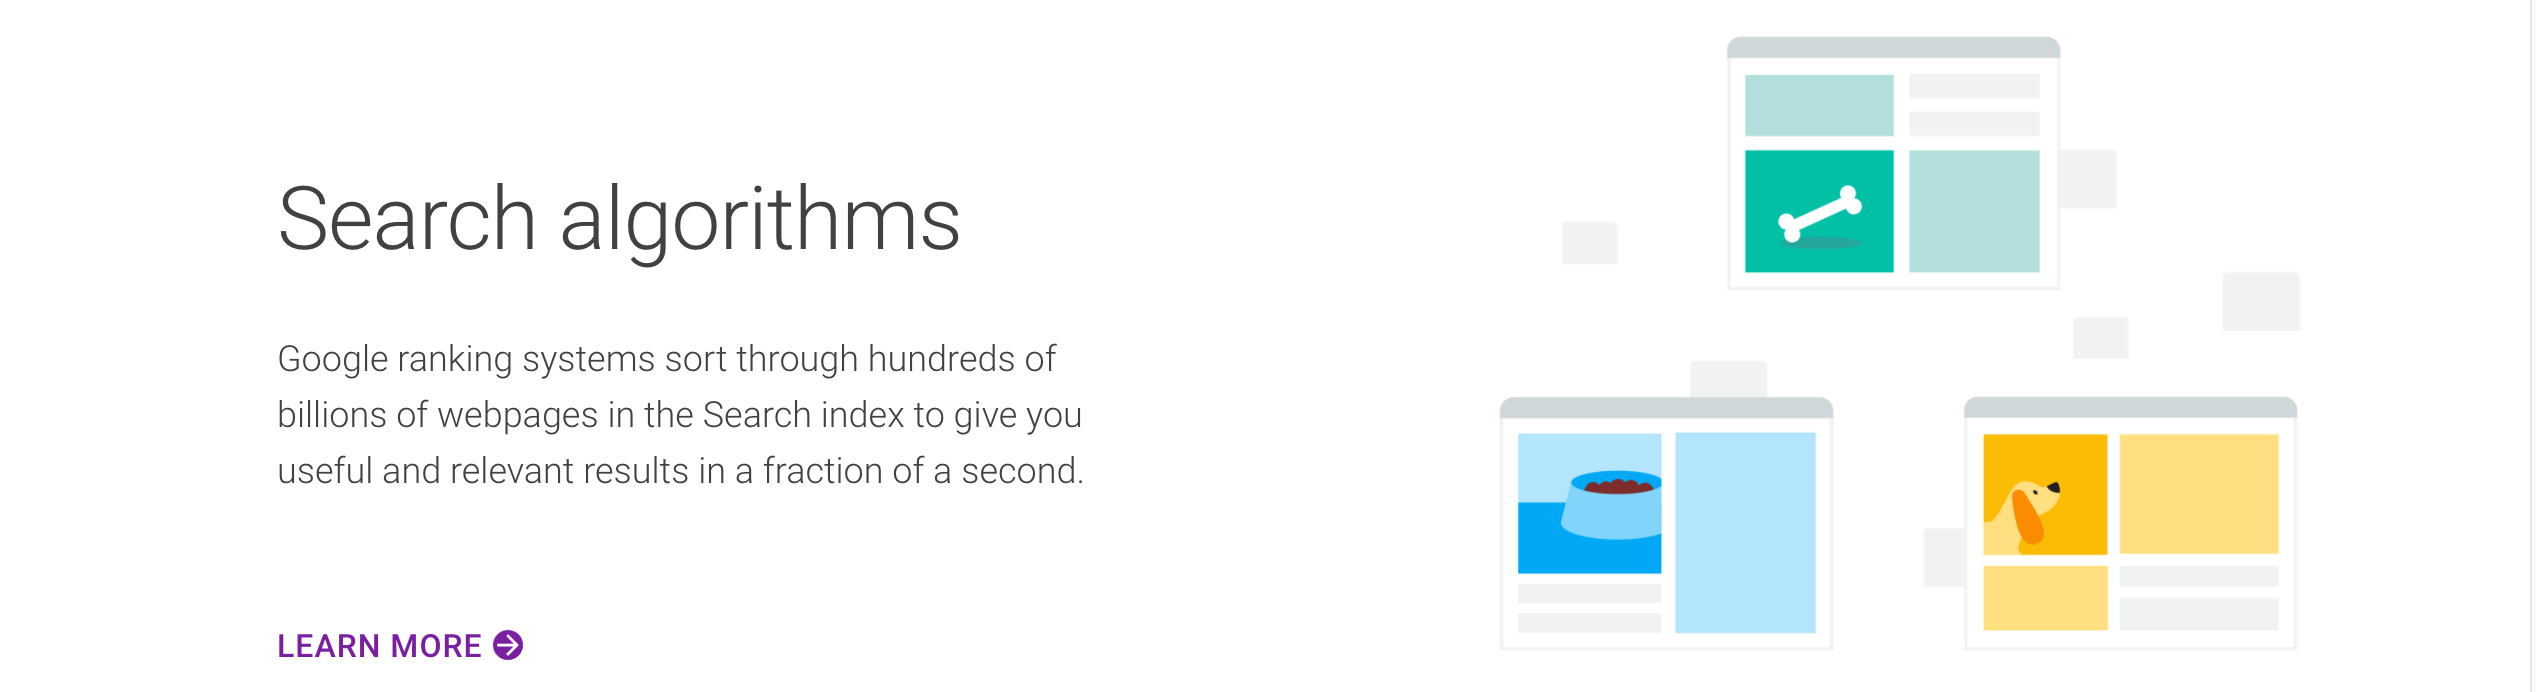 Search algorithms
Google ranking systems sort through hundreds of
billions of webpages in the Search index to give you
useful and relevant results in a fraction of a second.
LEARN MORE